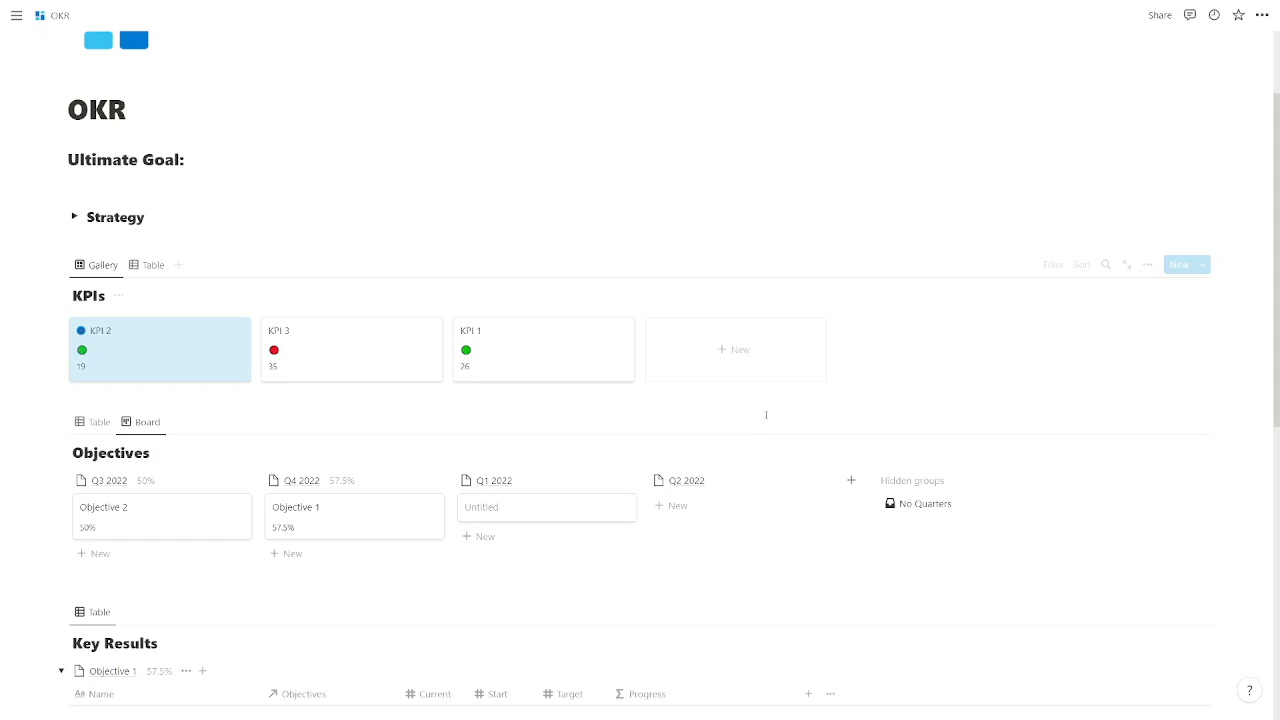 OKR
Share
OKR
Ultimate Goal:
Strategy
Gallery Table
Filter Sort New
KPIs
KPI 2 KPI 3 KPI 1
19 35 26
+ New
Table Board
Objectives
Q3 2022 50% Q4 2022 57.5% Q1 2022 Q2 2022 + Hidden groups
Objective 2 Objective 1 Untitled + New No Quarters
50% 57.5%
+ New + New + New
Table
Key Results
Objective 1 57.5% ••• +
Aa Name Objectives # Current # Start # Target Σ Progress + •••
?